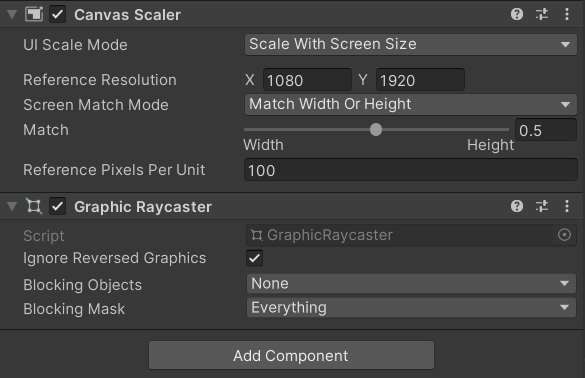 Canvas Scaler
UI Scale Mode Scale With Screen Size
Reference Resolution X 1080 Y 1920
Screen Match Mode Match Width Or Height
Match 0.5
Width Height
Reference Pixels Per Unit 100
Graphic Raycaster
Script GraphicRaycaster
Ignore Reversed Graphics
Blocking Objects None
Blocking Mask Everything
Add Component